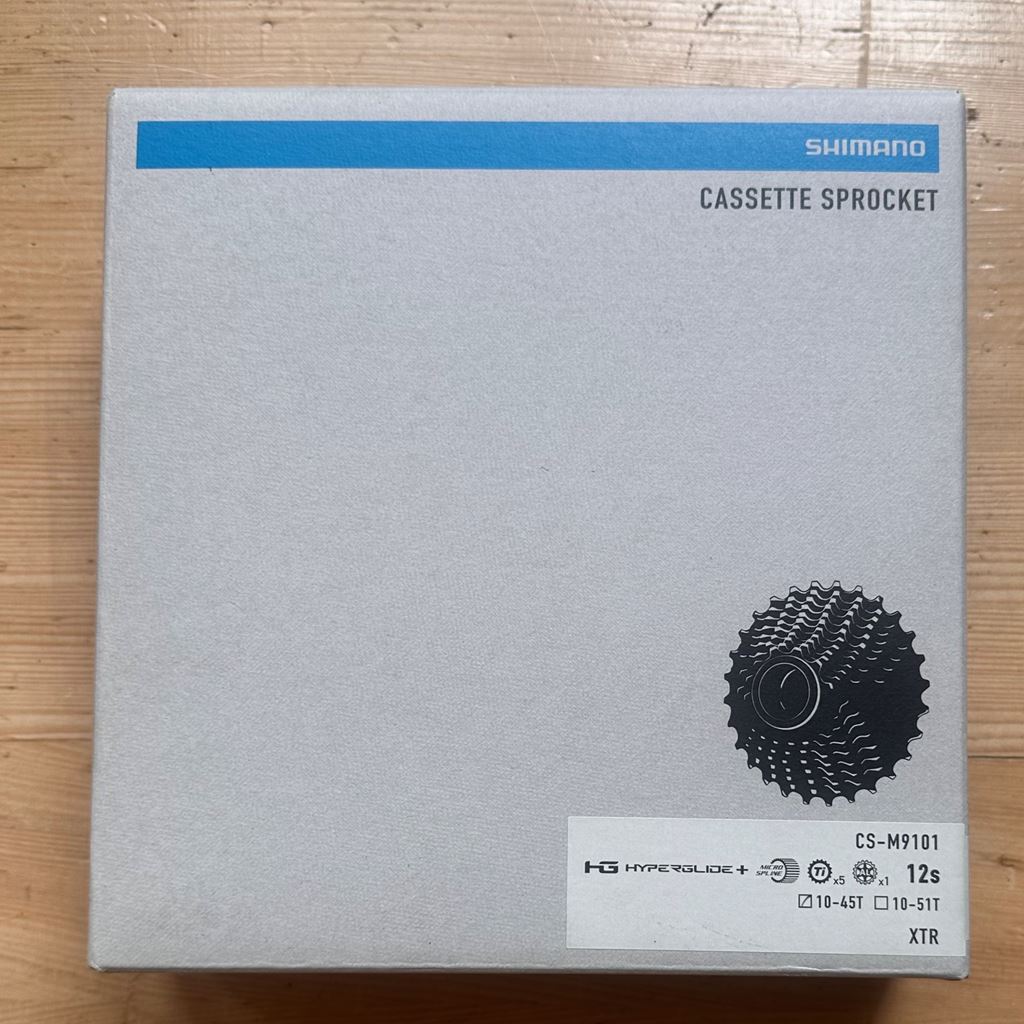 SHIMANO
CASSETTE SPROCKET
CS-M9101
HG HYPERGLIDE+ MICRO SPLINE Ti x5 x1 12s
10-45T 10-51T
XTR